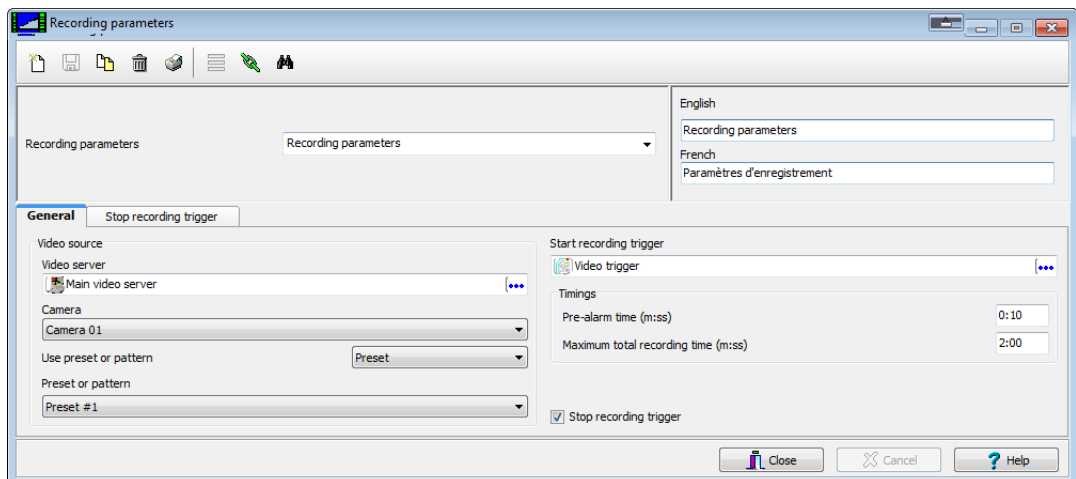 Recording parameters
English
Recording parameters
Recording parameters
Recording parameters
French
Paramètres d'enregistrement
General
Stop recording trigger
Video source
Video server
Main video server
Camera
Camera 01
Use preset or pattern
Preset
Preset or pattern
Preset #1
Start recording trigger
Video trigger
Timings
Pre-alarm time (m:ss)
0:10
Maximum total recording time (m:ss)
2:00
Stop recording trigger
Close
Cancel
Help